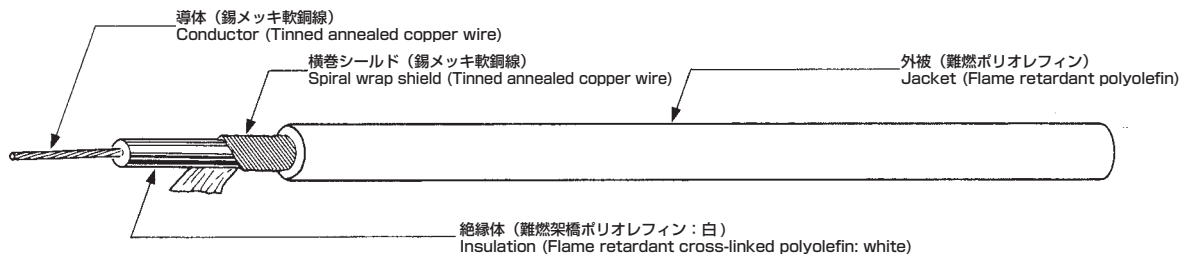 導体（錫メッキ軟銅線）
Conductor (Tinned annealed copper wire)
横巻シールド（錫メッキ軟銅線）
Spiral wrap shield (Tinned annealed copper wire)
外被（難燃ポリオレフィン）
Jacket (Flame retardant polyolefin)
絶縁体（難燃架橋ポリオレフィン：白）
Insulation (Flame retardant cross-linked polyolefin: white)